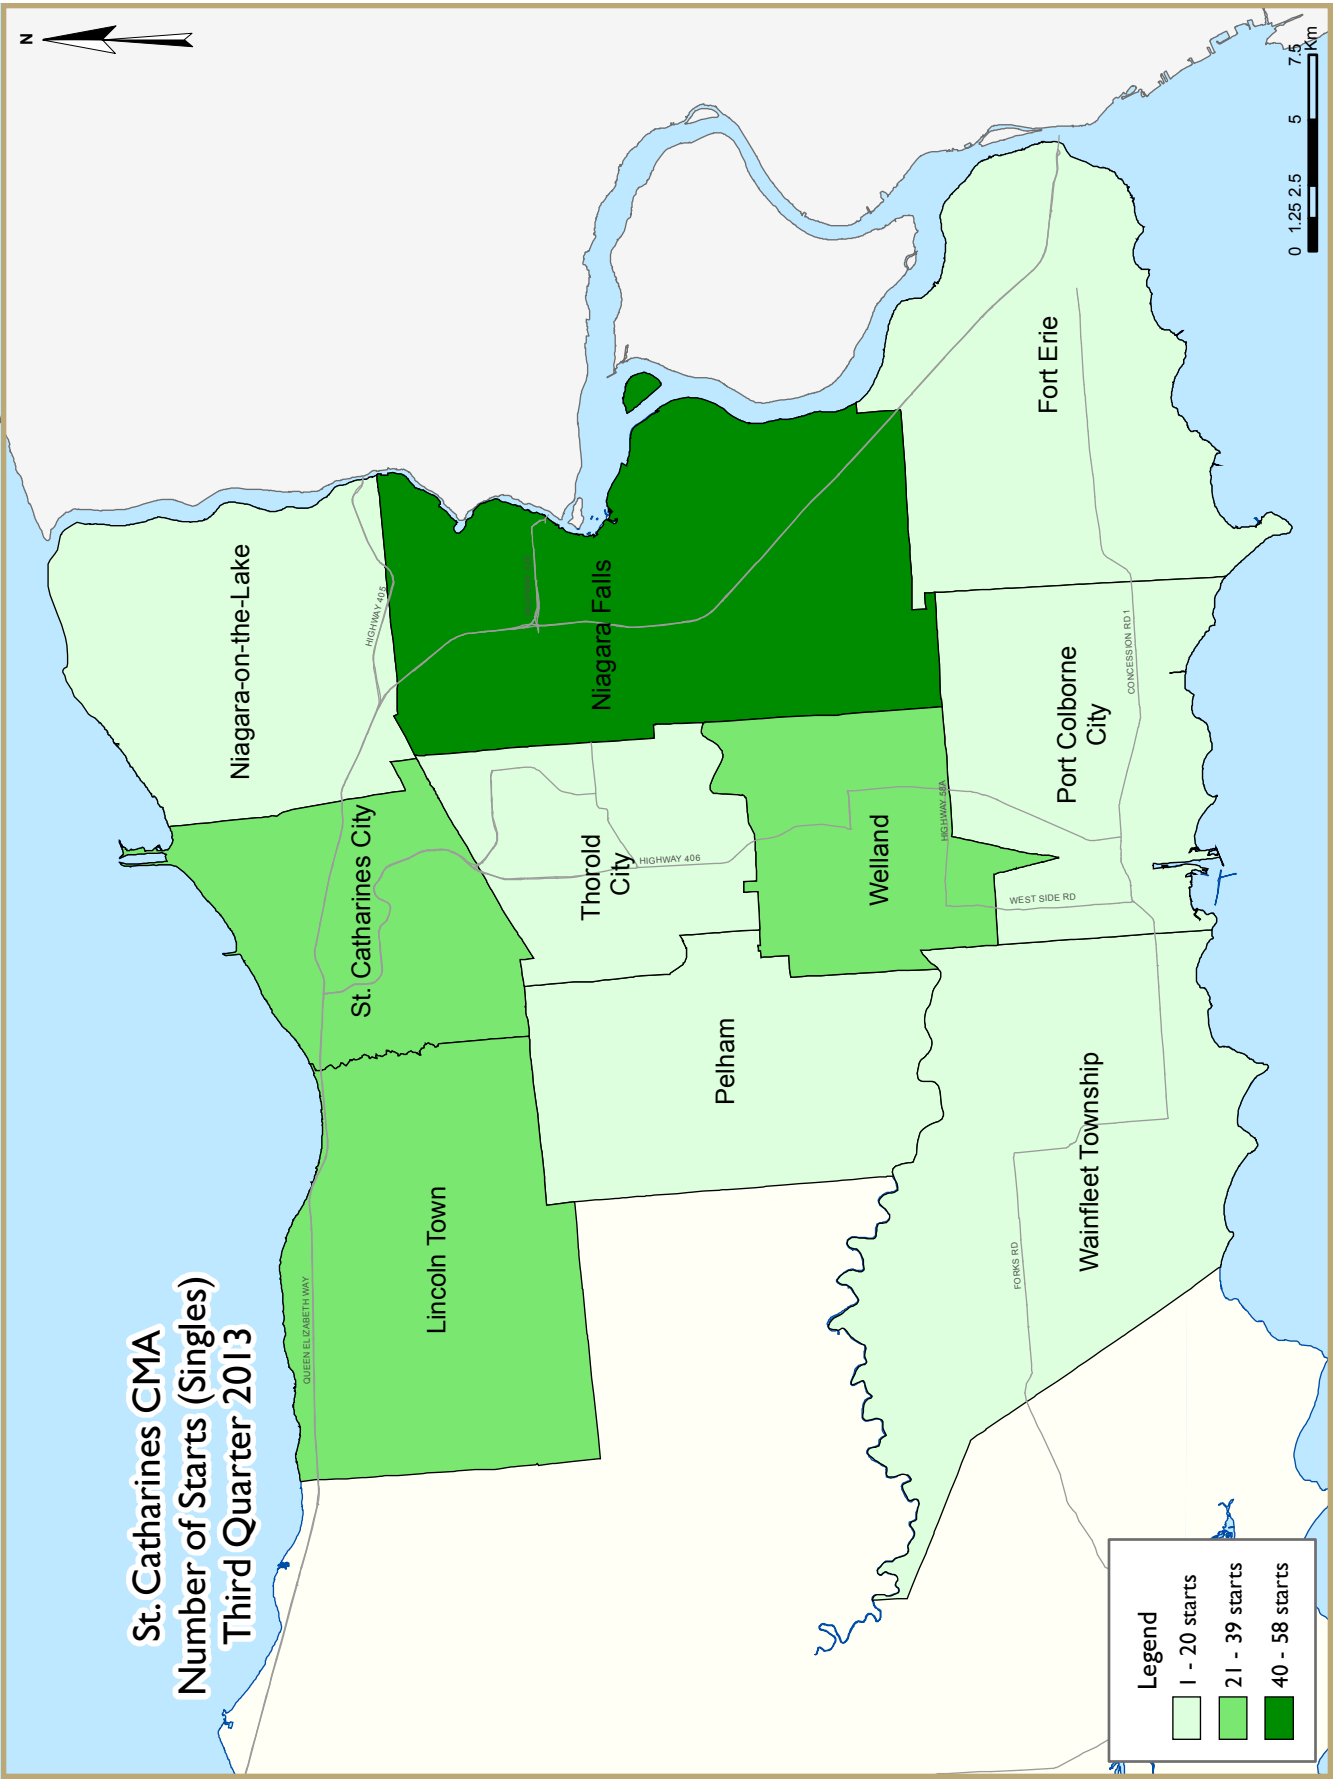 St. Catharines CMA
Number of Starts (Singles)
Third Quarter 2013
N
Niagara-on-the-Lake
HIGHWAY 405
St. Catharines City
QUEEN ELIZABETH WAY
Lincoln Town
Niagara Falls
Thorold
City
HIGHWAY 406
Pelham
Welland
HIGHWAY 58A
Fort Erie
Port Colborne
City
CONCESSION RD 1
WEST SIDE RD
Wainfleet Township
FORKS RD
Legend
1 - 20 starts
21 - 39 starts
40 - 58 starts
0 1.25 2.5 5 7.5
Km